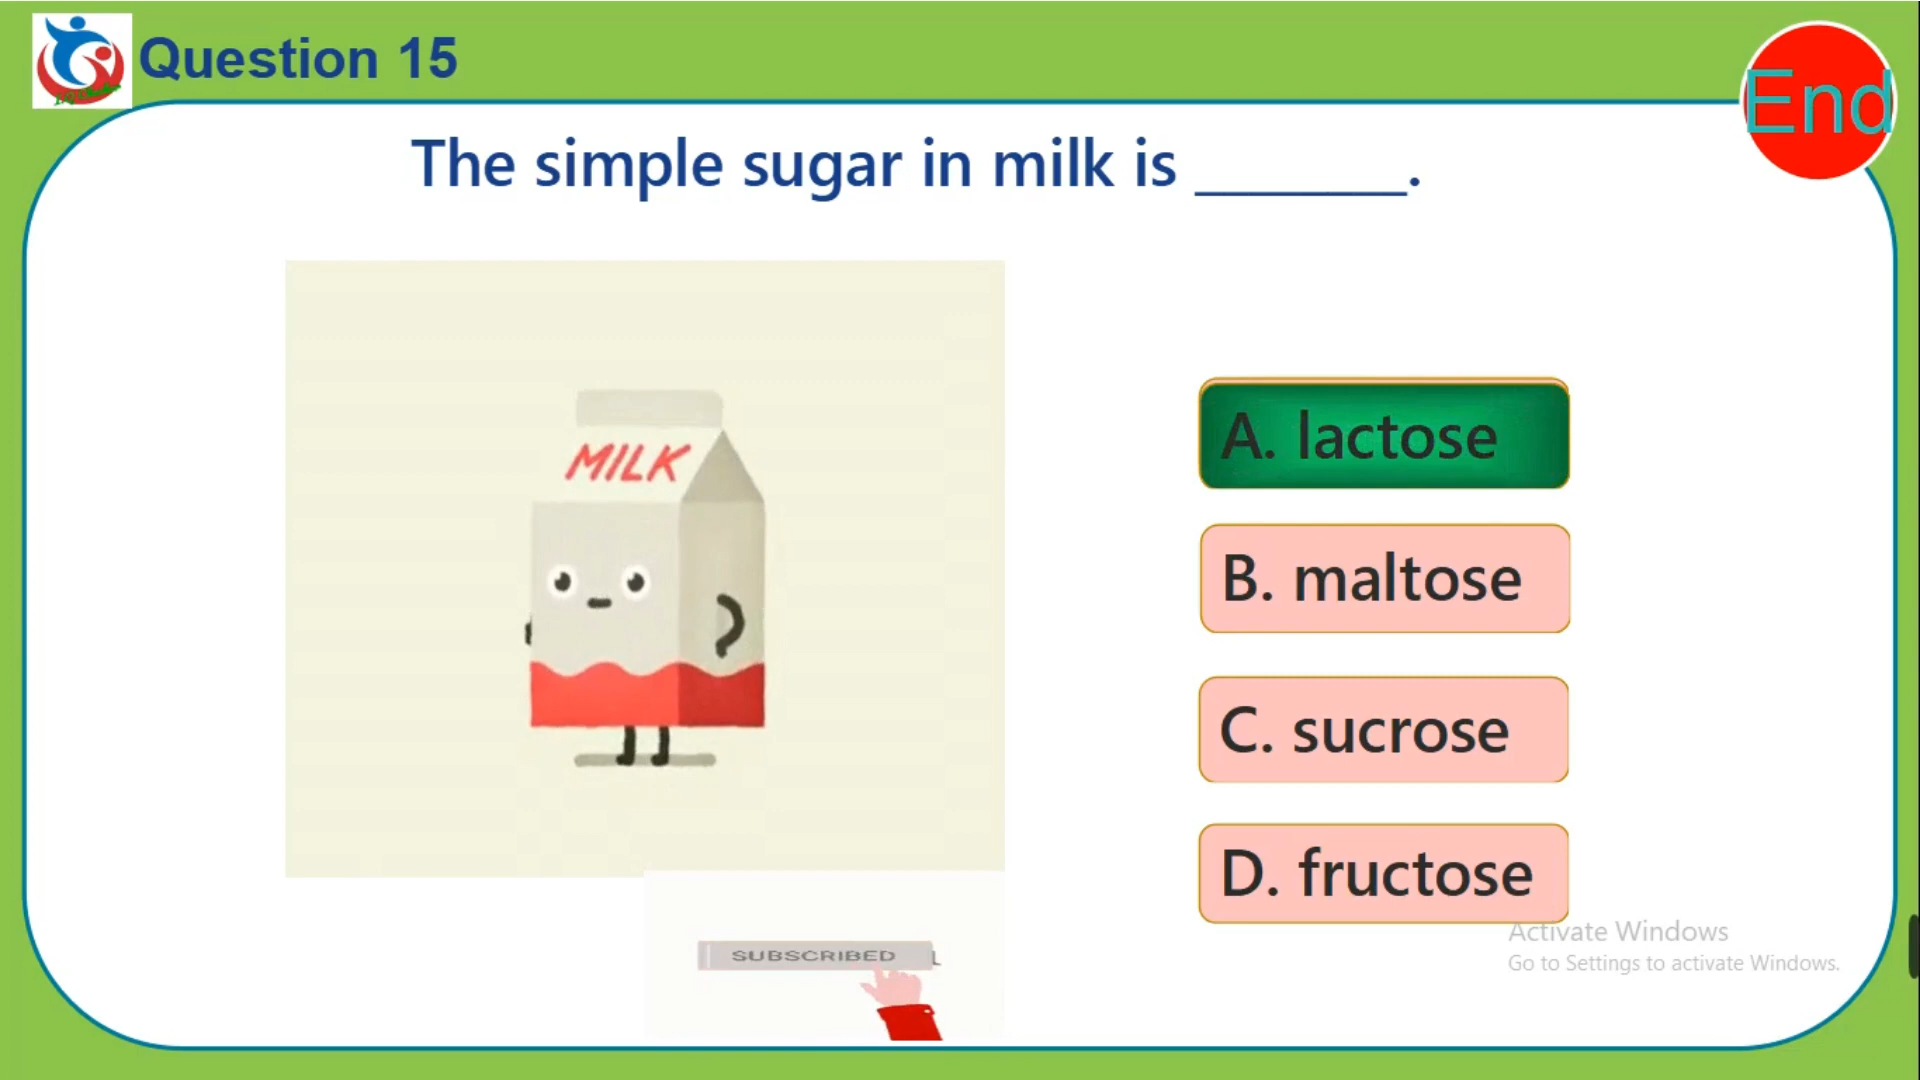 Question 15
End
The simple sugar in milk is _______.
MILK
A. lactose
B. maltose
C. sucrose
D. fructose
Activate Windows
Go to Settings to activate Windows.
SUBSCRIBED